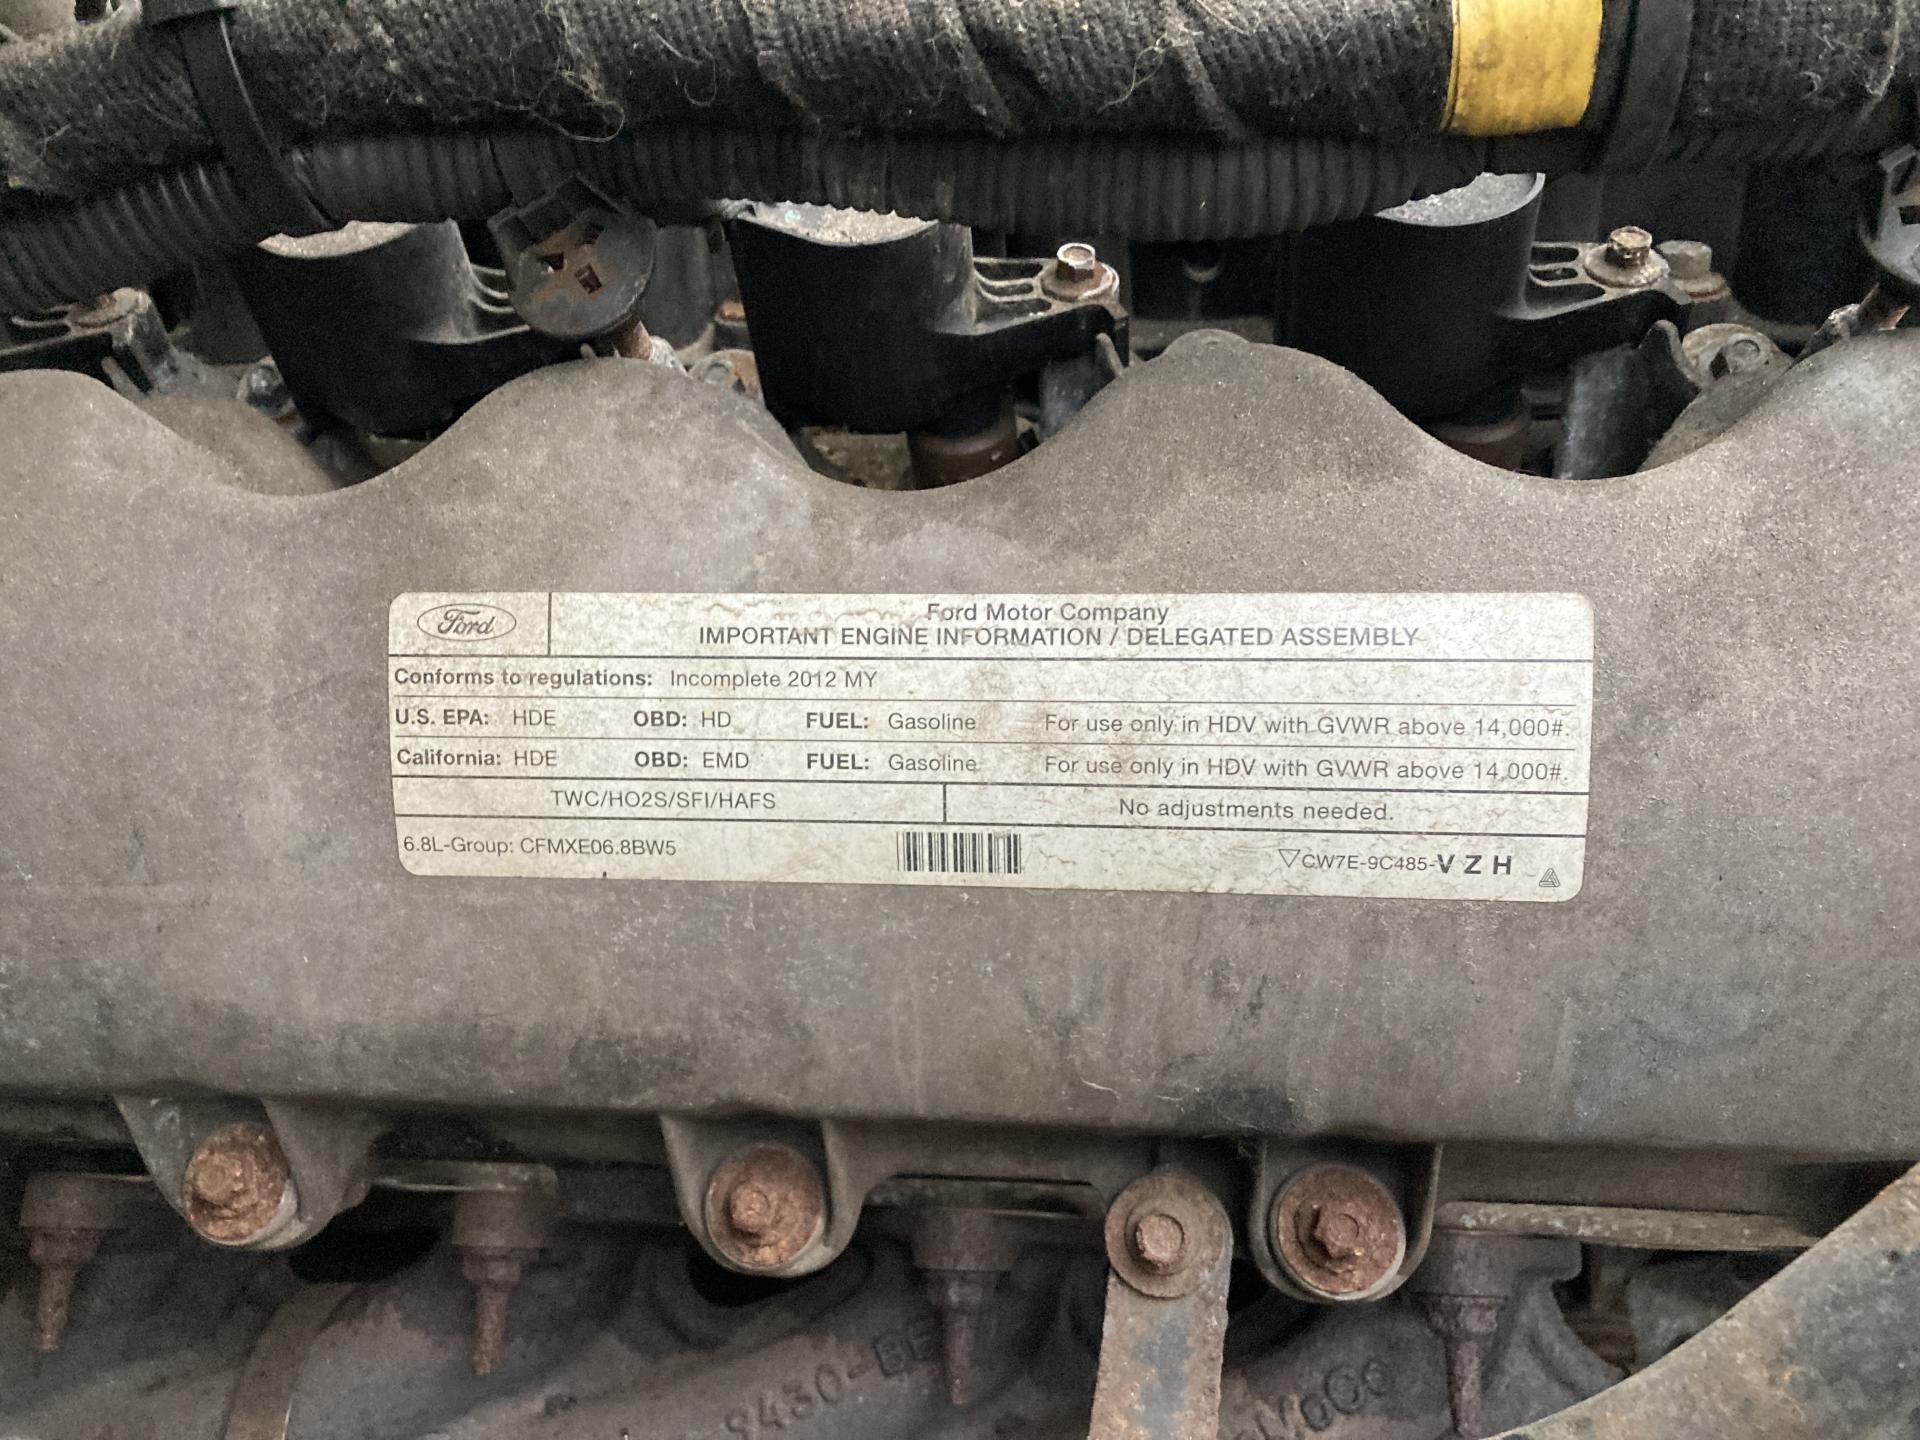 Ford
Ford Motor Company
IMPORTANT ENGINE INFORMATION / DELEGATED ASSEMBLY
Conforms to regulations: Incomplete 2012 MY
U.S. EPA: HDE OBD: HD FUEL: Gasoline For use only in HDV with GVWR above 14,000#.
California: HDE OBD: EMD FUEL: Gasoline For use only in HDV with GVWR above 14,000#.
TWC/HO2S/SFI/HAFS No adjustments needed.
6.8L-Group: CFMXE06.8BW5 ▽CW7E-9C485-V Z H
9430-BE